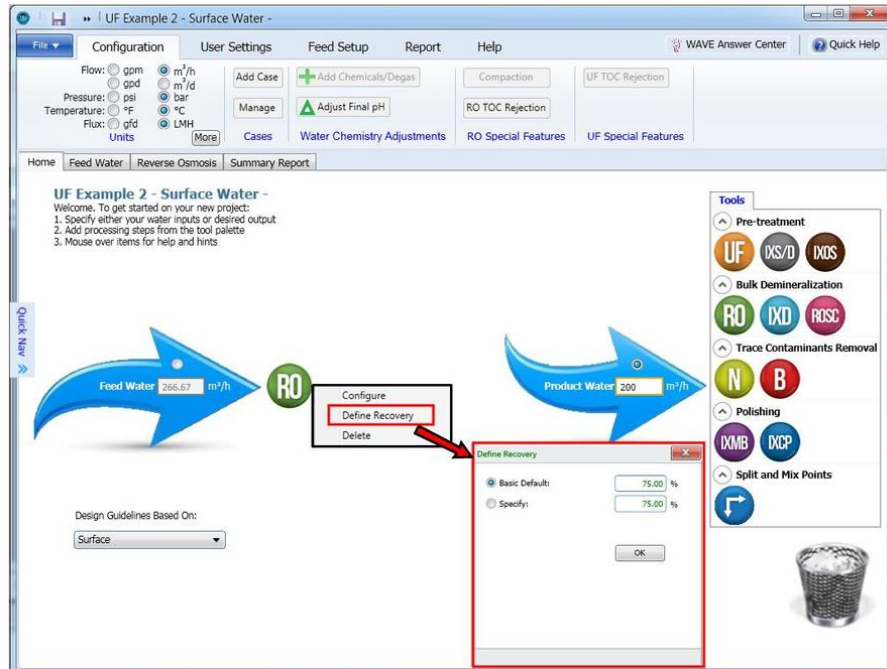 UF Example 2 - Surface Water -
File Configuration User Settings Feed Setup Report Help WAVE Answer Center Quick Help
Flow: gpm m³/h
gpd m³/d
Pressure: psi bar
Temperature: °F °C
Flux: gfd LMH
Units More
Add Case
Manage
Cases
Add Chemicals/Degas
Adjust Final pH
Water Chemistry Adjustments
Compaction
RO TOC Rejection
RO Special Features
UF TOC Rejection
UF Special Features
Home Feed Water Reverse Osmosis Summary Report
UF Example 2 - Surface Water -
Welcome. To get started on your new project:
1. Specify either your water inputs or desired output
2. Add processing steps from the tool palette
3. Mouse over items for help and hints
Quick Nav
Feed Water 266.67 m³/h
RO
Configure
Define Recovery
Delete
Product Water 200 m³/h
Define Recovery
Basic Default: 75.00 %
Specify: 75.00 %
OK
Design Guidelines Based On:
Surface
Tools
Pre-treatment
UF IXS/D IXOS
Bulk Demineralization
RO IXD ROSC
Trace Contaminants Removal
N B
Polishing
IXMB IXCP
Split and Mix Points